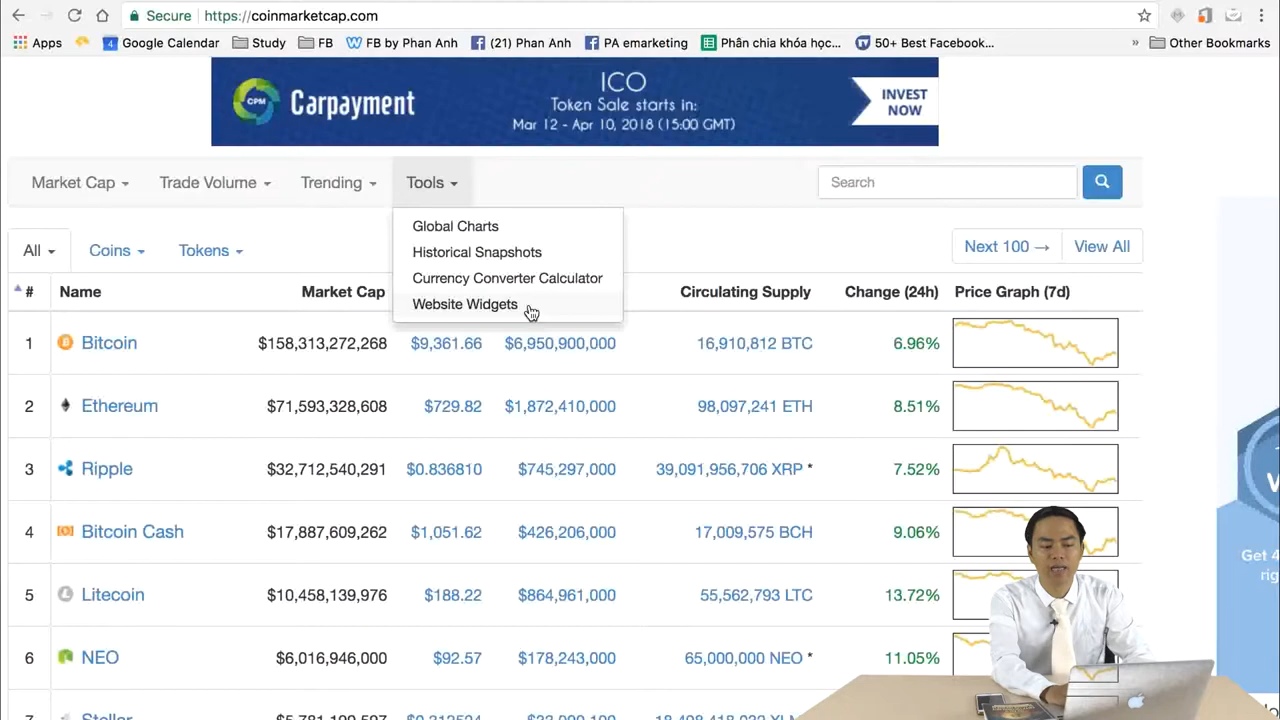 Secure https://coinmarketcap.com
Apps
4 Google Calendar
Study
FB
FB by Phan Anh
(21) Phan Anh
PA emarketing
Phân chia khóa học...
50+ Best Facebook...
» Other Bookmarks
CPM Carpayment
ICO
Token Sale starts in:
Mar 12 - Apr 10, 2018 (15:00 GMT)
INVEST
NOW
Market Cap Trade Volume Trending Tools Search
Global Charts
Historical Snapshots
Currency Converter Calculator
Website Widgets
All Coins Tokens Next 100 → View All
# Name Market Cap Circulating Supply Change (24h) Price Graph (7d)
1 Bitcoin $158,313,272,268 $9,361.66 $6,950,900,000 16,910,812 BTC 6.96%
2 Ethereum $71,593,328,608 $729.82 $1,872,410,000 98,097,241 ETH 8.51%
3 Ripple $32,712,540,291 $0.836810 $745,297,000 39,091,956,706 XRP * 7.52%
4 Bitcoin Cash $17,887,609,262 $1,051.62 $426,206,000 17,009,575 BCH 9.06%
5 Litecoin $10,458,139,976 $188.22 $864,961,000 55,562,793 LTC 13.72%
6 NEO $6,016,946,000 $92.57 $178,243,000 65,000,000 NEO * 11.05%
Get 4